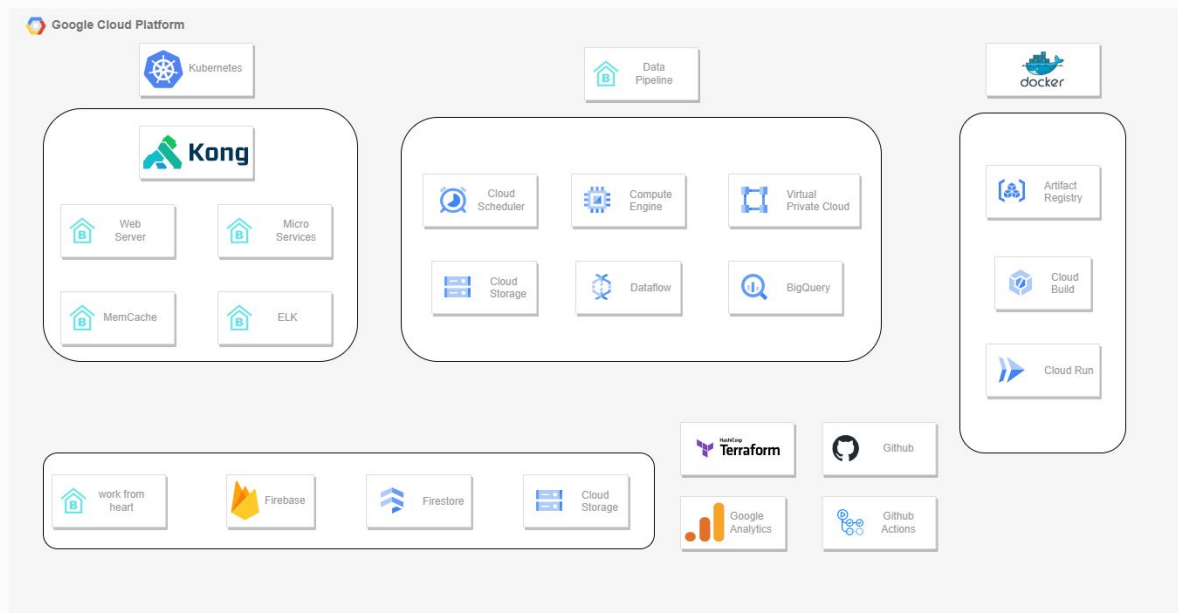 Google Cloud Platform
Kubernetes
Data
Pipeline
docker
Kong
Web
Server
Micro
Services
MemCache
ELK
Cloud
Scheduler
Compute
Engine
Virtual
Private Cloud
Cloud
Storage
Dataflow
BigQuery
Artifact
Registry
Cloud
Build
Cloud Run
work from
heart
Firebase
Firestore
Cloud
Storage
HashiCorp
Terraform
Github
Google
Analytics
Github
Actions
B
B
B
B
B
B